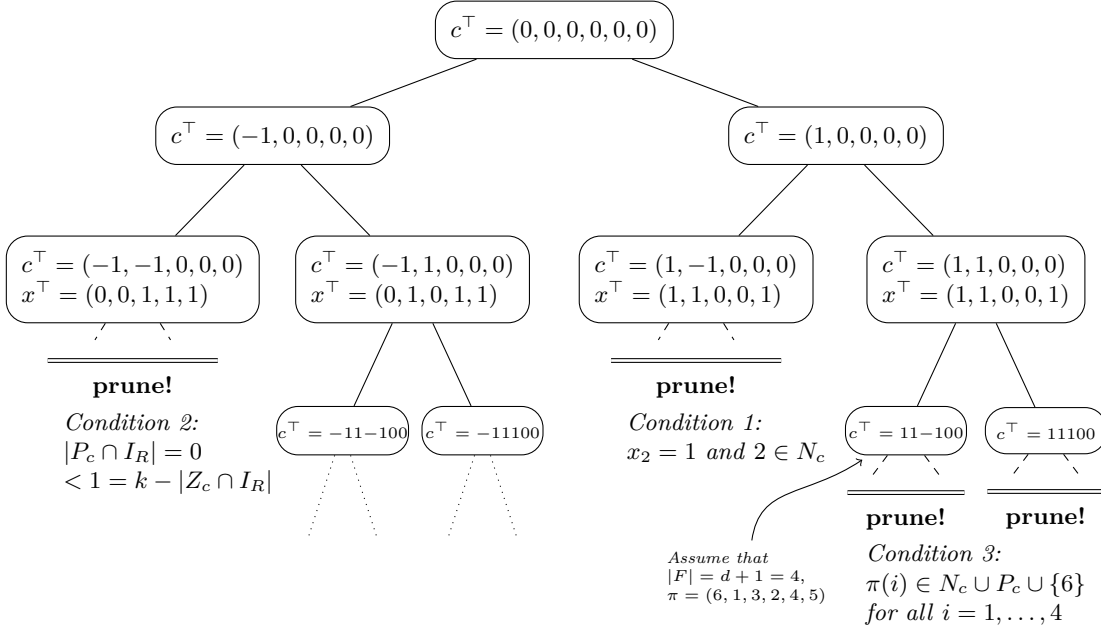 c⊤ = (0, 0, 0, 0, 0, 0)
c⊤ = (−1, 0, 0, 0, 0)
c⊤ = (1, 0, 0, 0, 0)
c⊤ = (−1, −1, 0, 0, 0)
x⊤ = (0, 0, 1, 1, 1)
c⊤ = (−1, 1, 0, 0, 0)
x⊤ = (0, 1, 0, 1, 1)
c⊤ = (1, −1, 0, 0, 0)
x⊤ = (1, 1, 0, 0, 1)
c⊤ = (1, 1, 0, 0, 0)
x⊤ = (1, 1, 0, 0, 1)
prune!
Condition 2:
|P_c ∩ I_R| = 0
< 1 = k − |Z_c ∩ I_R|
c⊤ = −11−100
c⊤ = −11100
prune!
Condition 1:
x_2 = 1 and 2 ∈ N_c
c⊤ = 11−100
c⊤ = 11100
prune!
prune!
Assume that
|F| = d + 1 = 4,
π = (6, 1, 3, 2, 4, 5)
Condition 3:
π(i) ∈ N_c ∪ P_c ∪ {6}
for all i = 1, . . . , 4